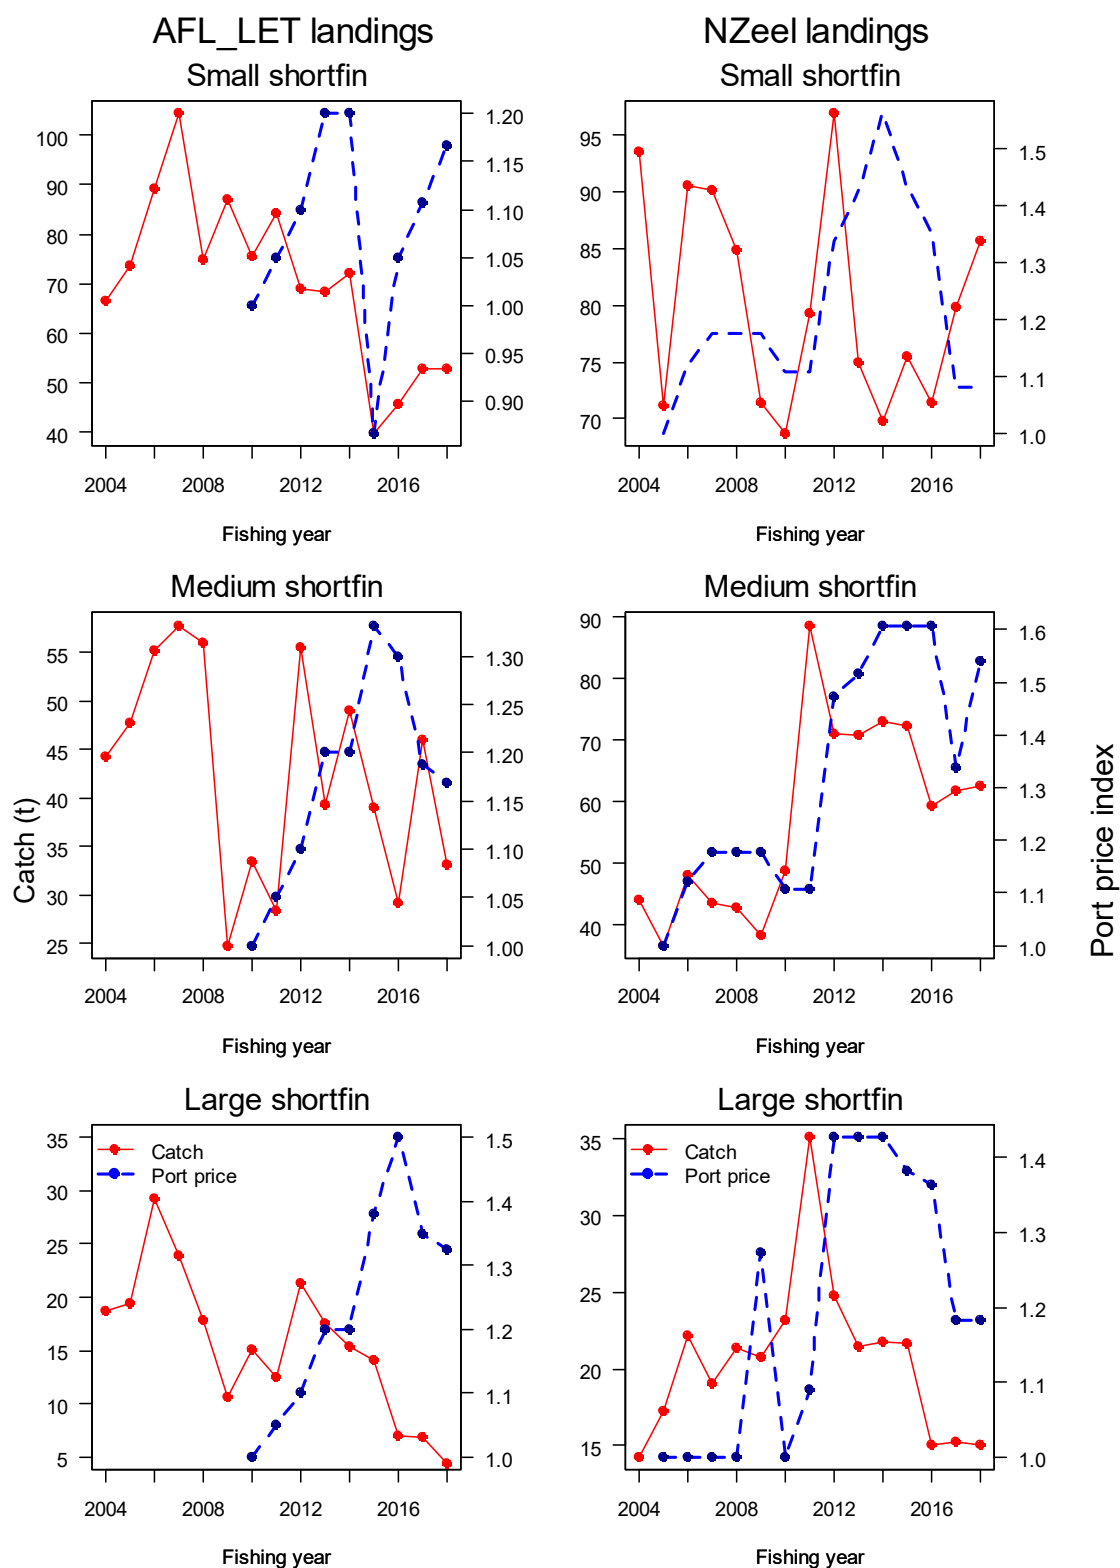 AFL_LET landings
NZeel landings
Small shortfin
Small shortfin
100
90
80
70
60
50
40
1.20
1.15
1.10
1.05
1.00
0.95
0.90
95
90
85
80
75
70
1.5
1.4
1.3
1.2
1.1
1.0
2004 2008 2012 2016
2004 2008 2012 2016
Fishing year
Fishing year
Medium shortfin
Medium shortfin
55
50
45
40
35
30
25
1.30
1.25
1.20
1.15
1.10
1.05
1.00
90
80
70
60
50
40
1.6
1.5
1.4
1.3
1.2
1.1
1.0
Catch (t)
Port price index
2004 2008 2012 2016
2004 2008 2012 2016
Fishing year
Fishing year
Large shortfin
Large shortfin
35
30
25
20
15
10
5
Catch
Port price
1.5
1.4
1.3
1.2
1.1
1.0
35
30
25
20
15
Catch
Port price
1.4
1.3
1.2
1.1
1.0
2004 2008 2012 2016
2004 2008 2012 2016
Fishing year
Fishing year